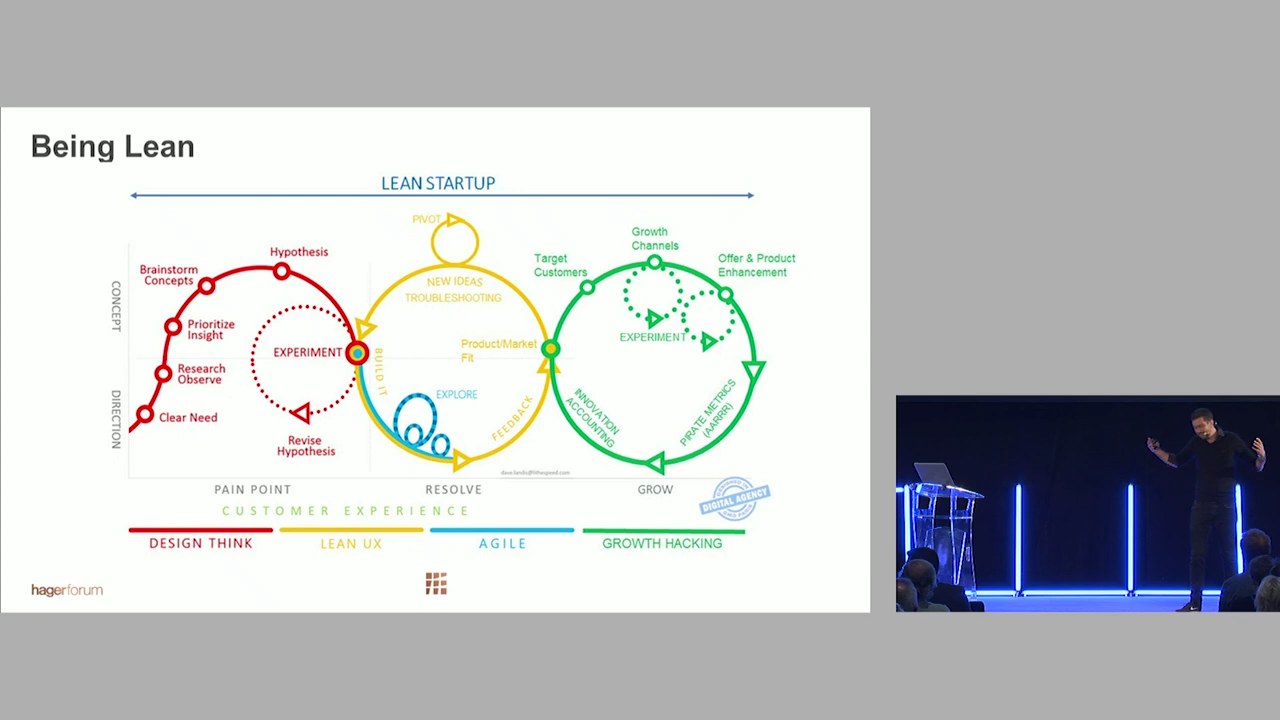 Being Lean
LEAN STARTUP
PIVOT
Hypothesis
Brainstorm
Concepts
NEW IDEAS
TROUBLESHOOTING
Growth
Channels
Target
Customers
Offer & Product
Enhancement
CONCEPT
Prioritize
Insight
EXPERIMENT
BUILD IT
Product/Market
Fit
EXPERIMENT
Research
Observe
DIRECTION
Clear Need
EXPLORE
FEEDBACK
INNOVATION
ACCOUNTING
PIRATE METRICS
(AARRR)
Revise
Hypothesis
PAIN POINT
RESOLVE
GROW
CUSTOMER EXPERIENCE
DIGITAL AGENCY
DESIGN THINK
LEAN UX
AGILE
GROWTH HACKING
hagerforum